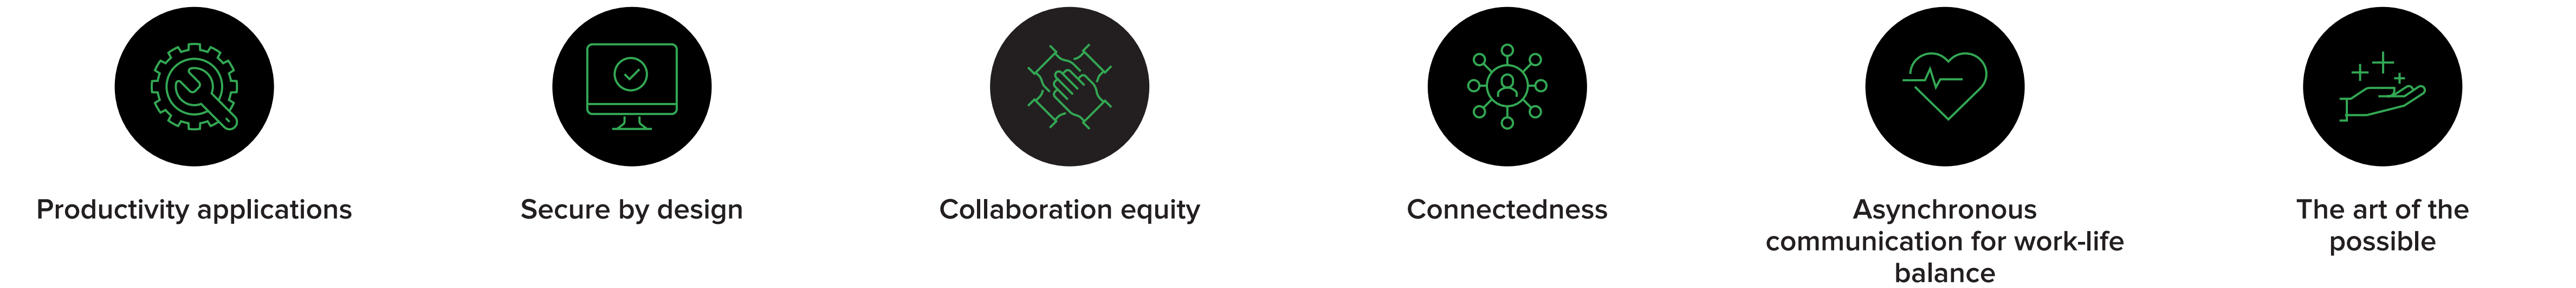 Productivity applications
Secure by design
Collaboration equity
Connectedness
Asynchronous
communication for work-life
balance
The art of the
possible